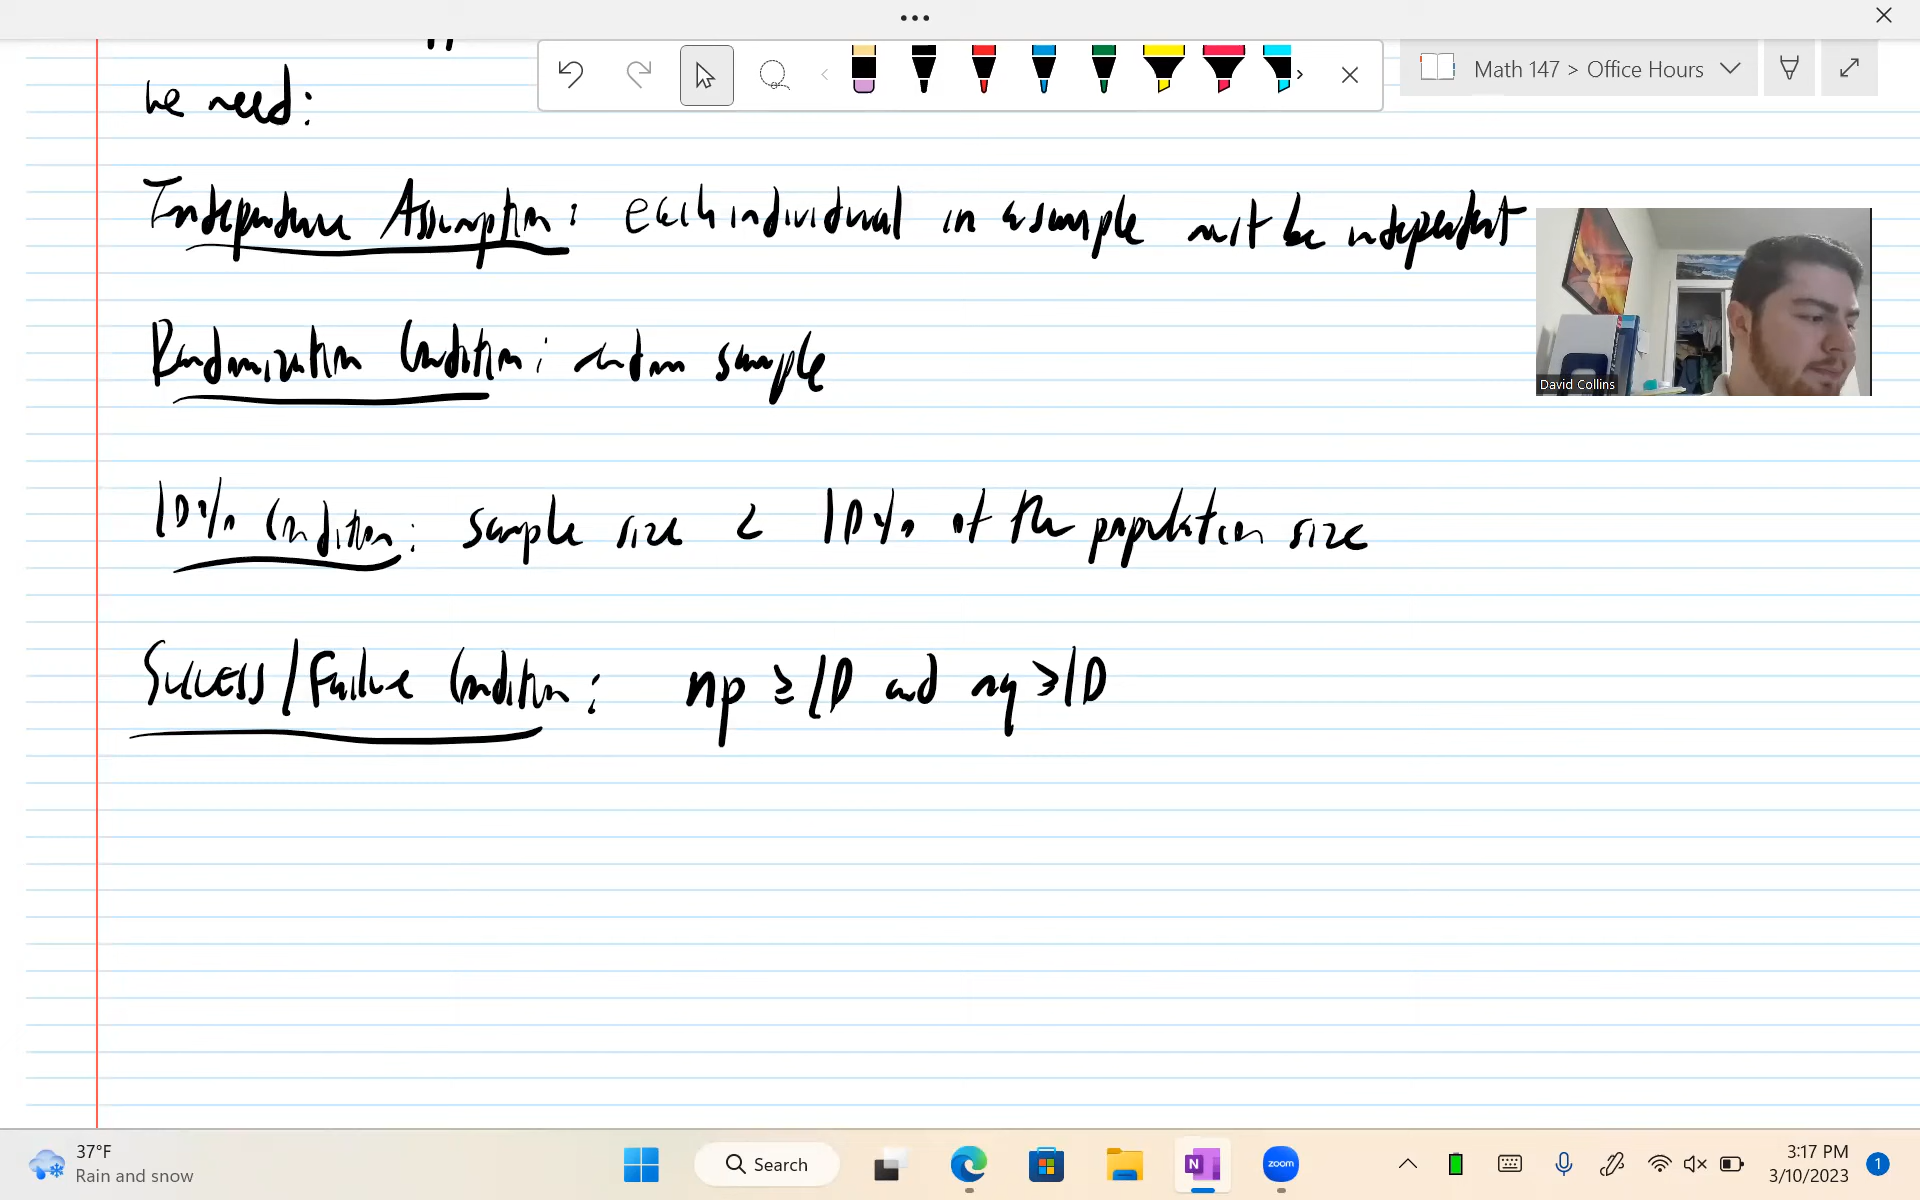 Math 147 > Office Hours
we need:
Independence Assumption: each individual in a sample must be independent
David Collins
Randomization Condition: random sample
10% Condition: sample size < 10% of the population size
Success/Failure Condition: np ≥ 10 and nq ≥ 10
37°F
Rain and snow
Search
N
zoom
3:17 PM
3/10/2023
1